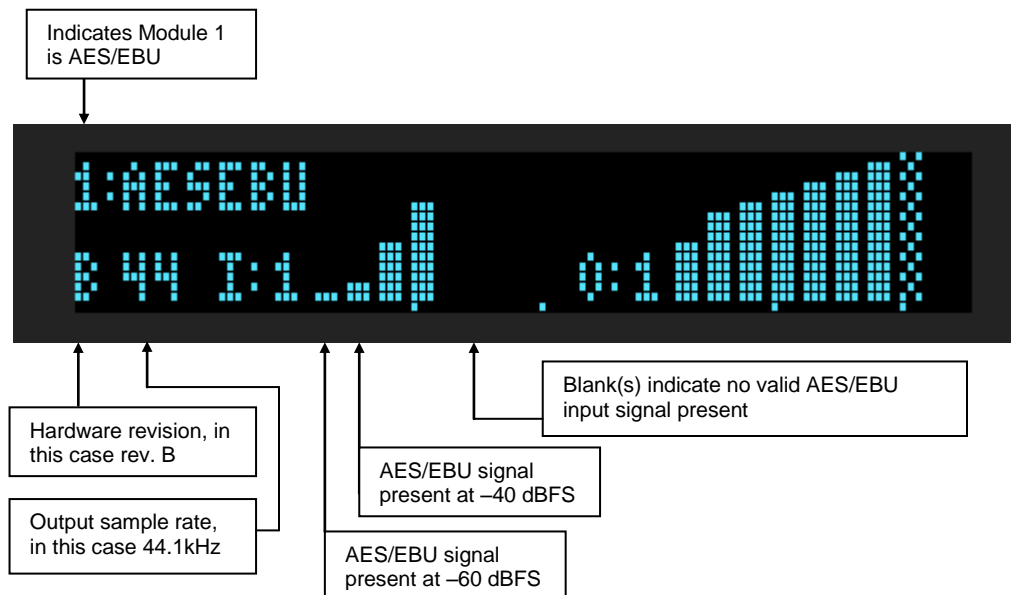 Indicates Module 1
is AES/EBU
1:AESEBU
B 44 I:1 O:1
Blank(s) indicate no valid AES/EBU
input signal present
Hardware revision, in
this case rev. B
AES/EBU signal
present at –40 dBFS
Output sample rate,
in this case 44.1kHz
AES/EBU signal
present at –60 dBFS